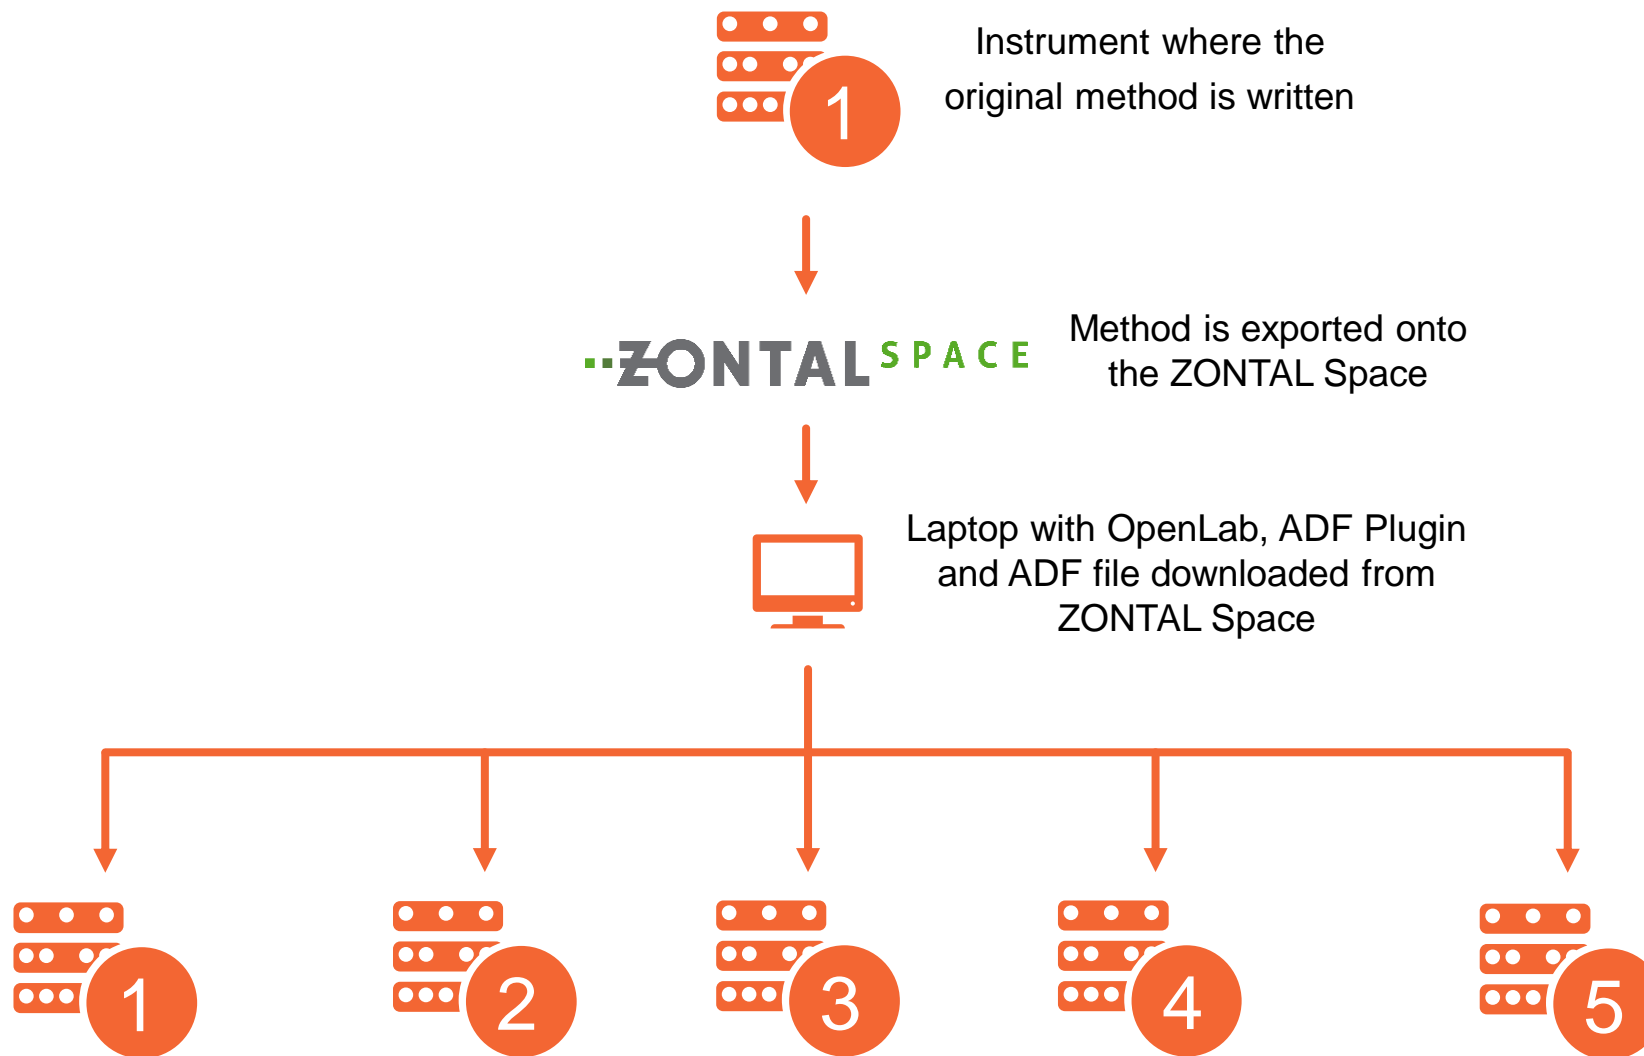 Instrument where the
original method is written
1
ZONTAL SPACE
Method is exported onto
the ZONTAL Space
Laptop with OpenLab, ADF Plugin
and ADF file downloaded from
ZONTAL Space
1
2
3
4
5